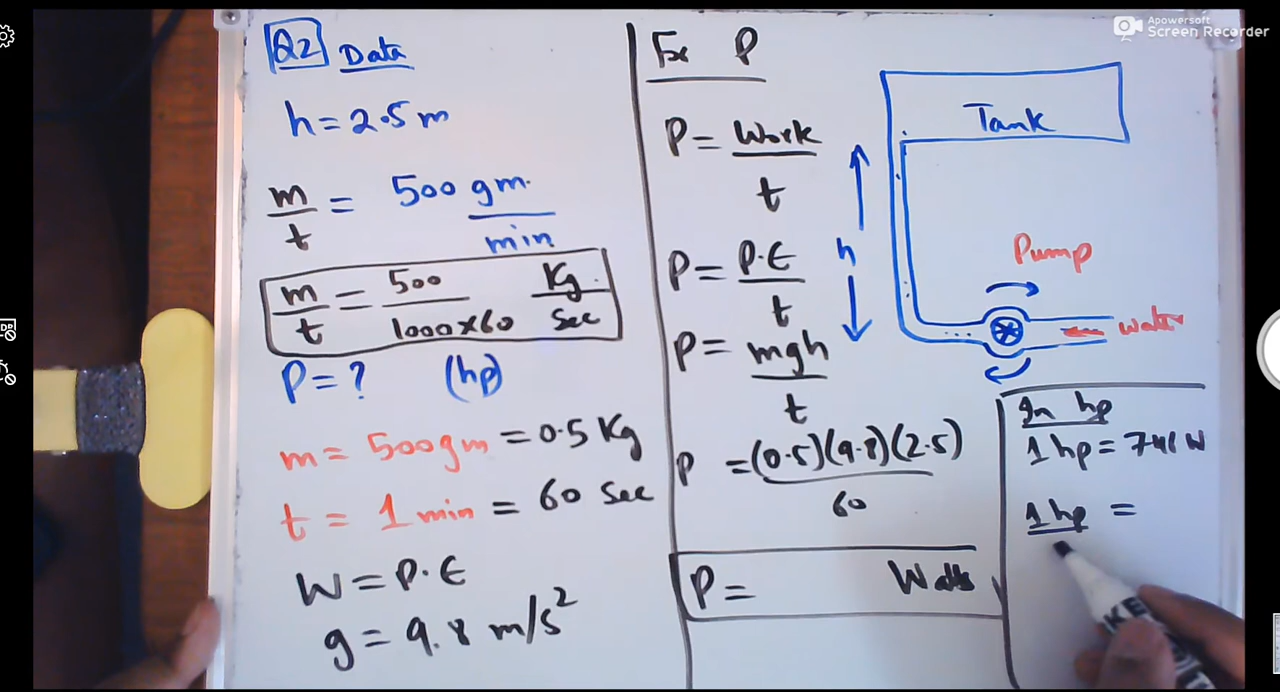 Apowersoft
Screen Recorder
Q2 Data
h = 2.5 m
m/t = 500 gm/min
m/t = 500/1000×60 Kg/Sec
P = ? (hp)
m = 500gm = 0.5 Kg
t = 1 min = 60 Sec
W = P.E
g = 9.8 m/s²
For P
P = Work/t
P = P.E/t
P = mgh/t
P = (0.5)(9.8)(2.5)/60
P = Watts
Tank
h
Pump
Water
In hp
1 hp = 746 W
1 hp =